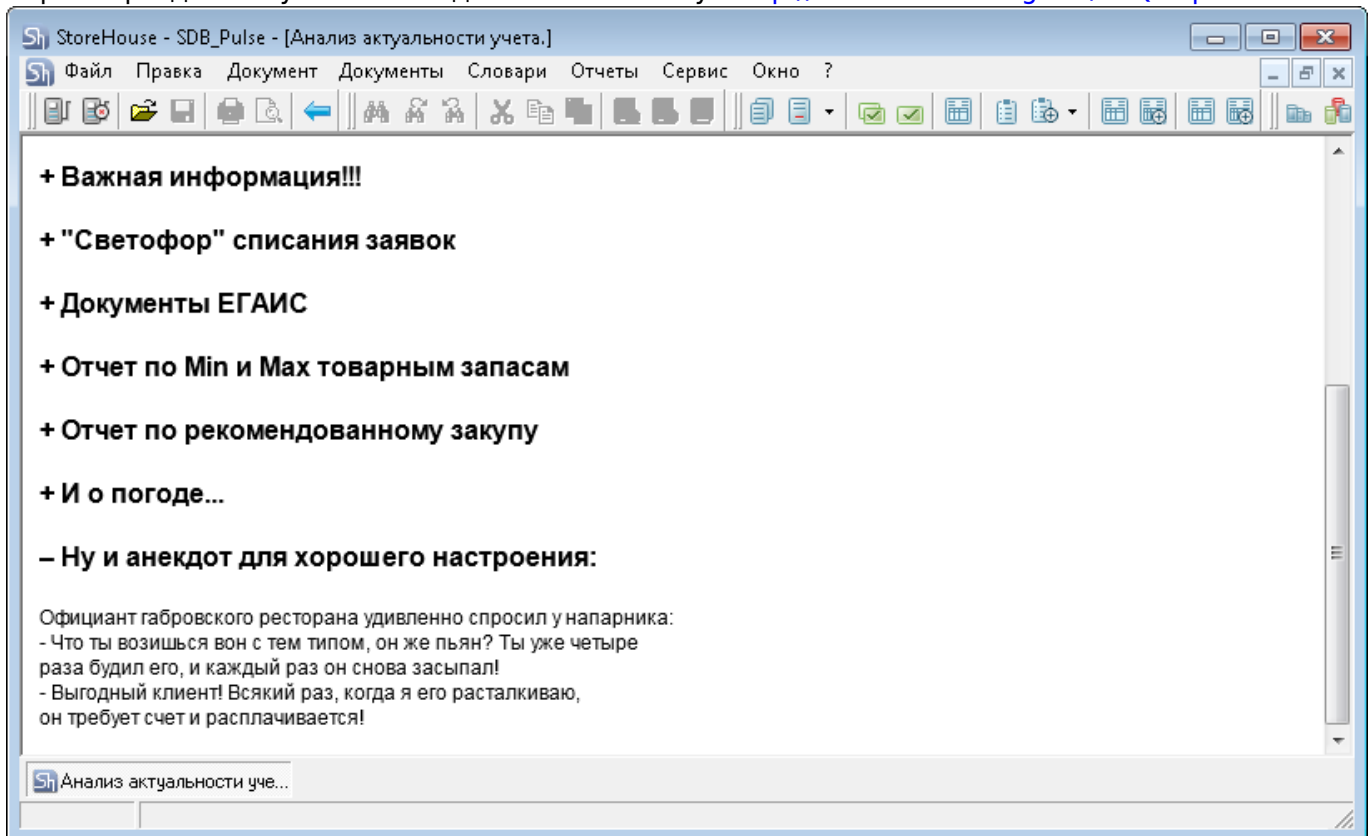 StoreHouse - SDB_Pulse - [Анализ актуальности учета.]
Файл Правка Документ Документы Словари Отчеты Сервис Окно ?
+ Важная информация!!!
+ "Светофор" списания заявок
+ Документы ЕГАИС
+ Отчет по Min и Max товарным запасам
+ Отчет по рекомендованному закупу
+ И о погоде...
– Ну и анекдот для хорошего настроения:
Официант габровского ресторана удивленно спросил у напарника:
- Что ты возишься вон с тем типом, он же пьян? Ты уже четыре
раза будил его, и каждый раз он снова засыпал!
- Выгодный клиент! Всякий раз, когда я его расталкиваю,
он требует счет и расплачивается!
Анализ актуальности уче...